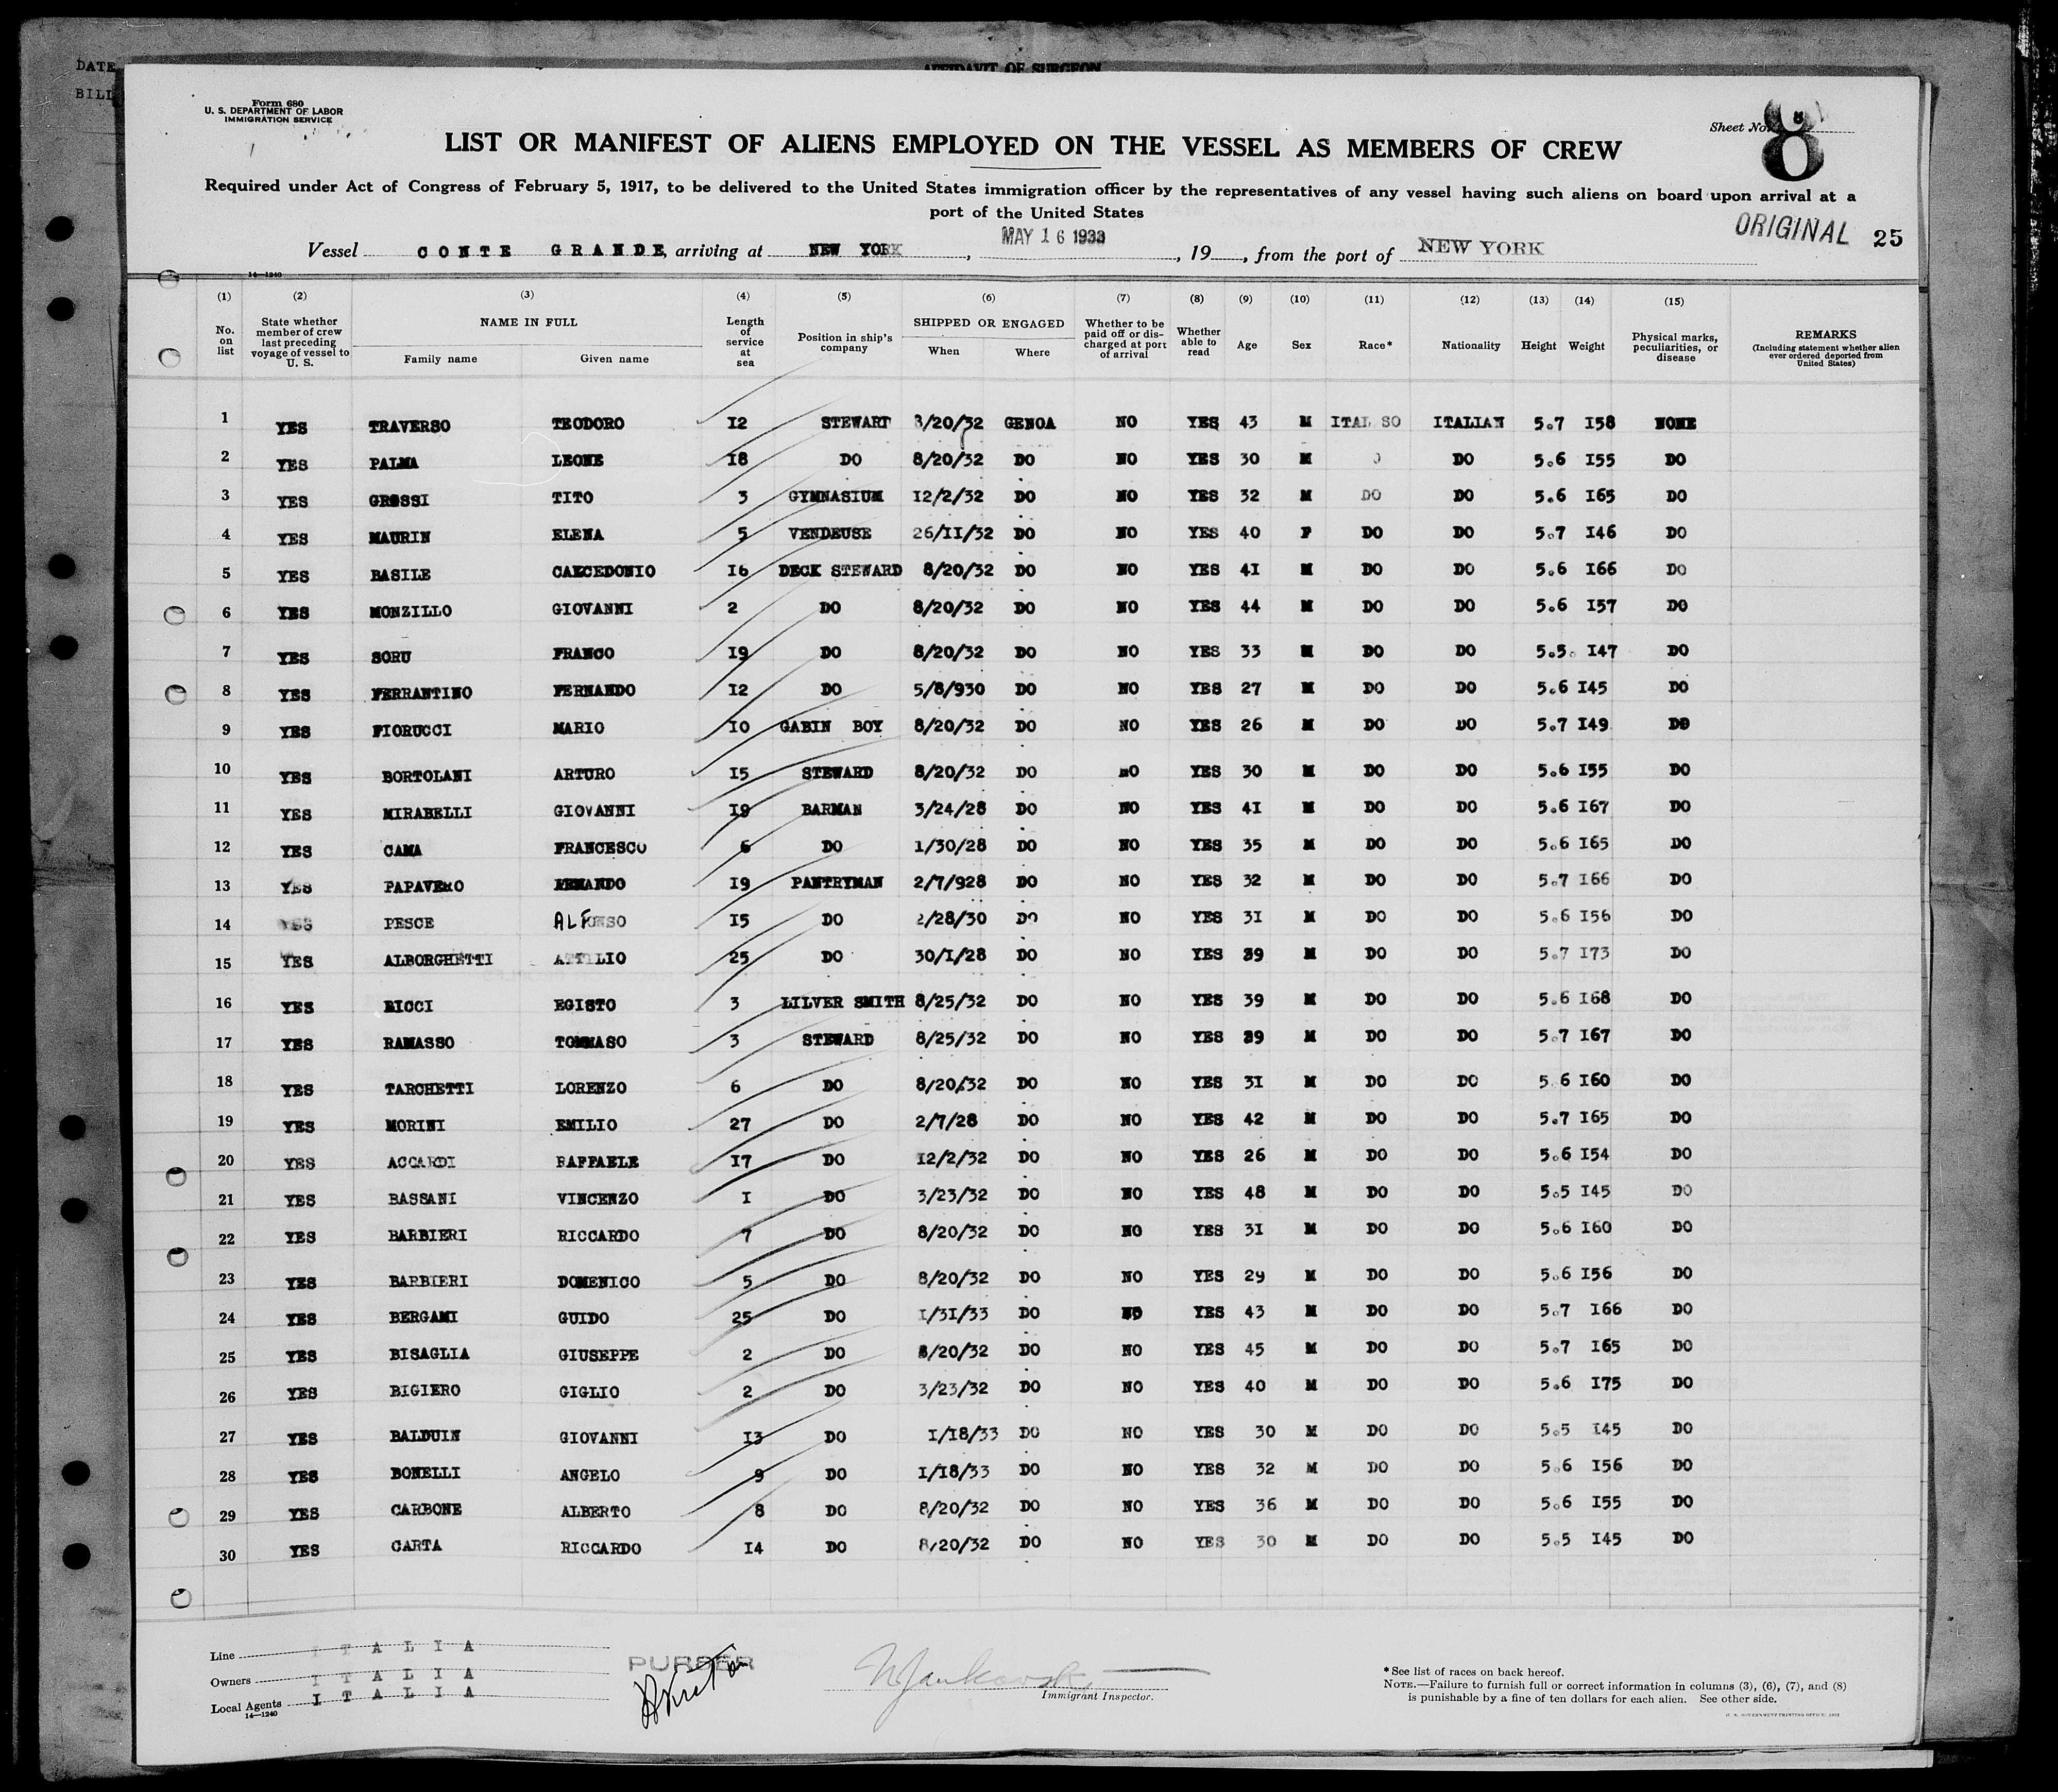 DATE
BILL
AFFIDAVIT OF SURGEON
Form 680
U. S. DEPARTMENT OF LABOR
IMMIGRATION SERVICE
Sheet No. 8
8
LIST OR MANIFEST OF ALIENS EMPLOYED ON THE VESSEL AS MEMBERS OF CREW
Required under Act of Congress of February 5, 1917, to be delivered to the United States immigration officer by the representatives of any vessel having such aliens on board upon arrival at a
port of the United States
ORIGINAL 25
Vessel CONTE GRANDE, arriving at NEW YORK, MAY 16 1933, 19, from the port of NEW YORK
14—1240
(1) (2) (3) (4) (5) (6) (7) (8) (9) (10) (11) (12) (13) (14) (15)
No. on list State whether member of crew last preceding voyage of vessel to U. S. NAME IN FULL Family name Given name Length of service at sea Position in ship's company SHIPPED OR ENGAGED When Where Whether to be paid off or discharged at port of arrival Whether able to read Age Sex Race* Nationality Height Weight Physical marks, peculiarities, or disease REMARKS (Including statement whether alien ever ordered deported from United States)
1 YES TRAVERSO TEODORO 12 STEWART 8/20/32 GENOA NO YES 43 M ITAL SO ITALIAN 5.7 158 NONE
2 YES PALMA LEONE 18 DO 8/20/32 DO NO YES 30 M DO 5.6 155 DO
3 YES GROSSI TITO 3 GYMNASIUM 12/2/32 DO NO YES 32 M DO DO 5.6 165 DO
4 YES MAURIN ELENA 5 VENDEUSE 26/11/32 DO NO YES 40 F DO DO 5.7 146 DO
5 YES BASILE CALCEDONIO 16 DECK STEWARD 8/20/32 DO NO YES 41 M DO DO 5.6 166 DO
6 YES MONZILLO GIOVANNI 2 DO 8/20/32 DO NO YES 44 M DO DO 5.6 157 DO
7 YES SORU FRANCO 19 DO 8/20/32 DO NO YES 33 M DO DO 5.5. 147 DO
8 YES FERRANTINO FERNANDO 12 DO 5/8/930 DO NO YES 27 M DO DO 5.6 145 DO
9 YES FIORUCCI MARIO 10 GABIN BOY 8/20/32 DO NO YES 26 M DO DO 5.7 149 DO
10 YES BORTOLANI ARTURO 15 STEWARD 8/20/32 DO NO YES 30 M DO DO 5.6 155 DO
11 YES MIRABELLI GIOVANNI 19 BARMAN 3/24/28 DO NO YES 41 M DO DO 5.6 167 DO
12 YES CAMA FRANCESCO 6 DO 1/30/28 DO NO YES 35 M DO DO 5.6 165 DO
13 YES PAPAVERO 19 PANTRYMAN 2/7/928 DO NO YES 32 M DO DO 5.7 166 DO
14 YES PESCE ALFONSO 15 DO 2/28/30 DO NO YES 31 M DO DO 5.6 156 DO
15 YES ALBORGHETTI ATTILIO 25 DO 30/1/28 DO NO YES 39 M DO DO 5.7 173 DO
16 YES RICCI EGISTO 3 LILVER SMITH 8/25/32 DO NO YES 39 M DO DO 5.6 168 DO
17 YES RAMASSO TOMMASO 3 STEWARD 8/25/32 DO NO YES 39 M DO DO 5.7 167 DO
18 YES TARCHETTI LORENZO 6 DO 8/20/32 DO NO YES 31 M DO DO 5 6 160 DO
19 YES MORINI EMILIO 27 DO 2/7/28 DO NO YES 42 M DO DO 5.7 165 DO
20 YES ACCARDI RAFFAELE 17 DO 12/2/32 DO NO YES 26 M DO DO 5.6 154 DO
21 YES BASSANI VINCENZO 1 DO 3/23/32 DO NO YES 48 M DO DO 5.5 145 DO
22 YES BARBIERI RICCARDO 7 DO 8/20/32 DO NO YES 31 M DO DO 5.6 160 DO
23 YES BARBIERI DOMENICO 5 DO 8/20/32 DO NO YES 29 M DO DO 5.6 156 DO
24 YES BERGAMI GUIDO 25 DO 1/31/33 DO NO YES 43 M DO DO 5.7 166 DO
25 YES BISAGLIA GIUSEPPE 2 DO 8/20/32 DO NO YES 45 M DO DO 5.7 165 DO
26 YES BIGIERO GIGLIO 2 DO 3/23/32 DO NO YES 40 M DO DO 5.6 175 DO
27 YES BALDUIN GIOVANNI 13 DO 1/18/33 DO NO YES 30 M DO DO 5.5 145 DO
28 YES BONELLI ANGELO 9 DO 1/18/33 DO NO YES 32 M DO DO 5.6 156 DO
29 YES CARBONE ALBERTO 8 DO 8/20/32 DO NO YES 36 M DO DO 5.6 155 DO
30 YES CARTA RICCARDO 14 DO 8/20/32 DO NO YES 30 M DO DO 5.5 145 DO
Line ITALIA
Owners ITALIA
Local Agents ITALIA
14—1240
PURSER
Immigrant Inspector.
*See list of races on back hereof.
NOTE.—Failure to furnish full or correct information in columns (3), (6), (7), and (8)
is punishable by a fine of ten dollars for each alien. See other side.
U. S. GOVERNMENT PRINTING OFFICE: 1932